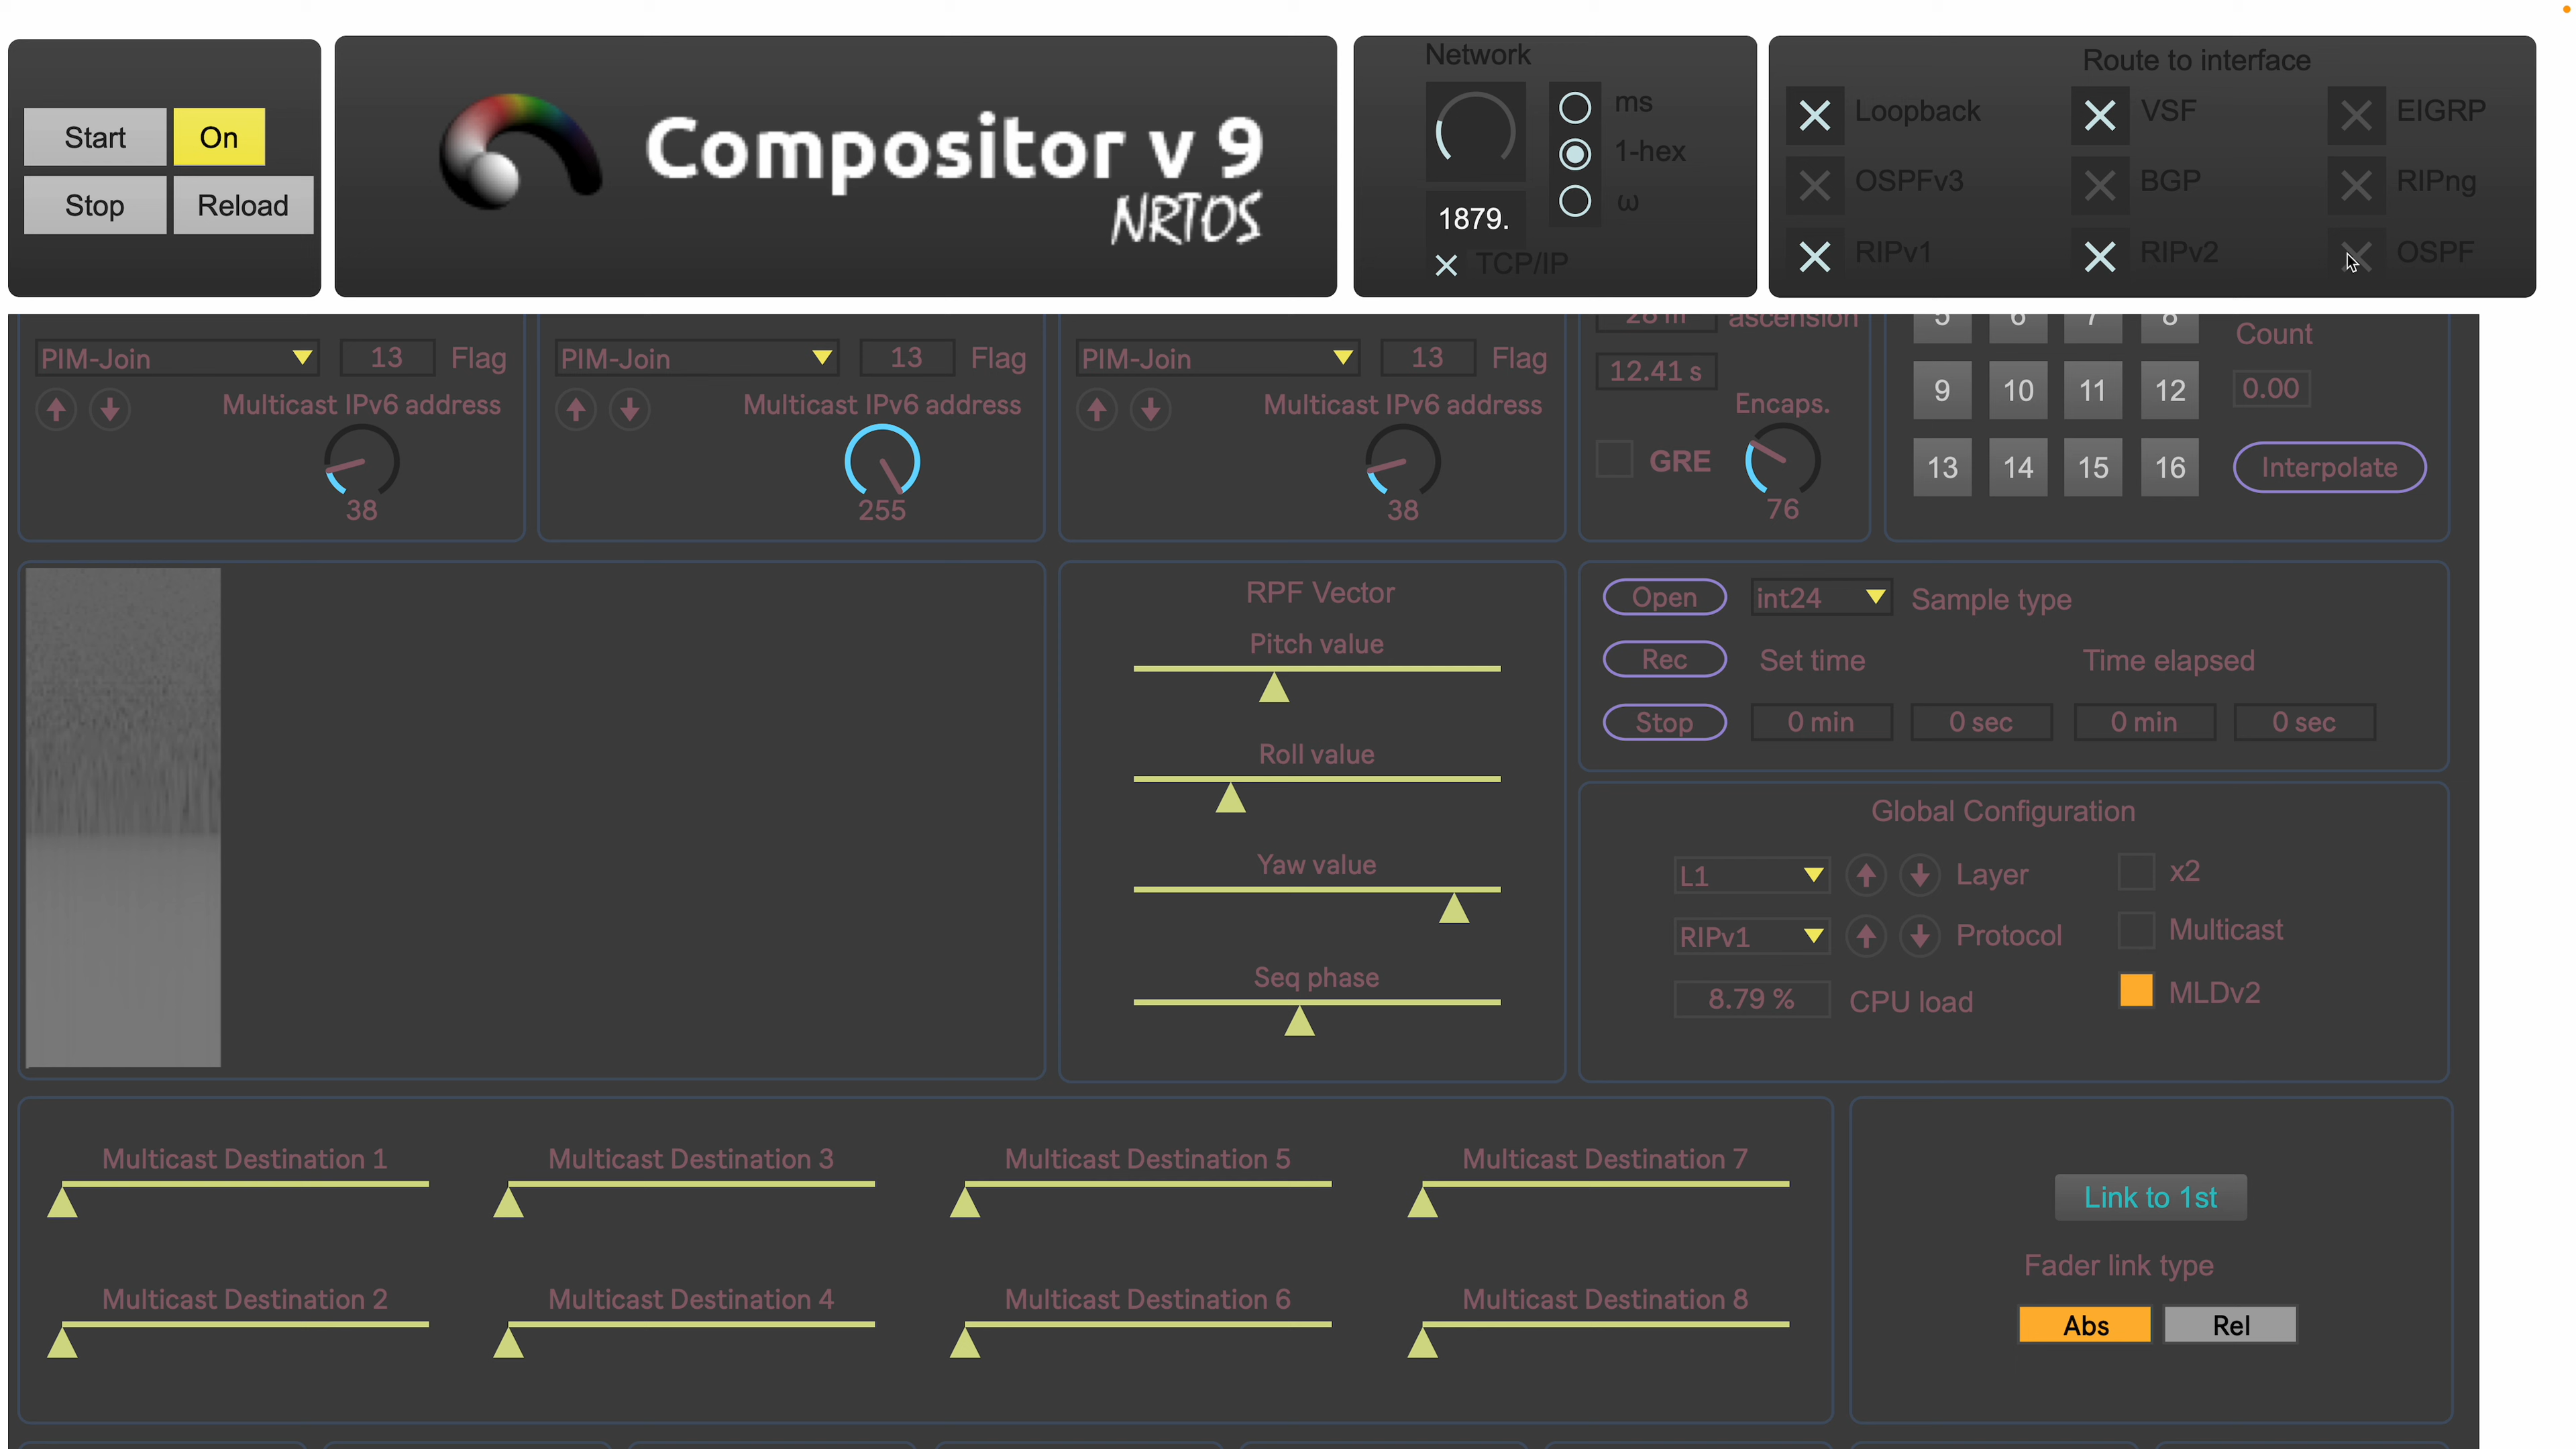 Start On
Stop Reload
Compositor v 9
NRTOS
Network
ms
1-hex
ω
1879.
TCP/IP
Route to interface
Loopback VSF EIGRP
OSPFv3 BGP RIPng
RIPv1 RIPv2 OSPF
PIM-Join 13 Flag
Multicast IPv6 address
38
PIM-Join 13 Flag
Multicast IPv6 address
255
PIM-Join 13 Flag
Multicast IPv6 address
38
28 m ascension
12.41 s
Encaps.
GRE
76
5 6 7 8
9 10 11 12
13 14 15 16
Count
0.00
Interpolate
RPF Vector
Pitch value
Roll value
Yaw value
Seq phase
Open int24 Sample type
Rec Set time Time elapsed
Stop 0 min 0 sec 0 min 0 sec
Global Configuration
L1 Layer x2
RIPv1 Protocol Multicast
8.79 % CPU load MLDv2
Multicast Destination 1 Multicast Destination 3 Multicast Destination 5 Multicast Destination 7
Multicast Destination 2 Multicast Destination 4 Multicast Destination 6 Multicast Destination 8
Link to 1st
Fader link type
Abs Rel